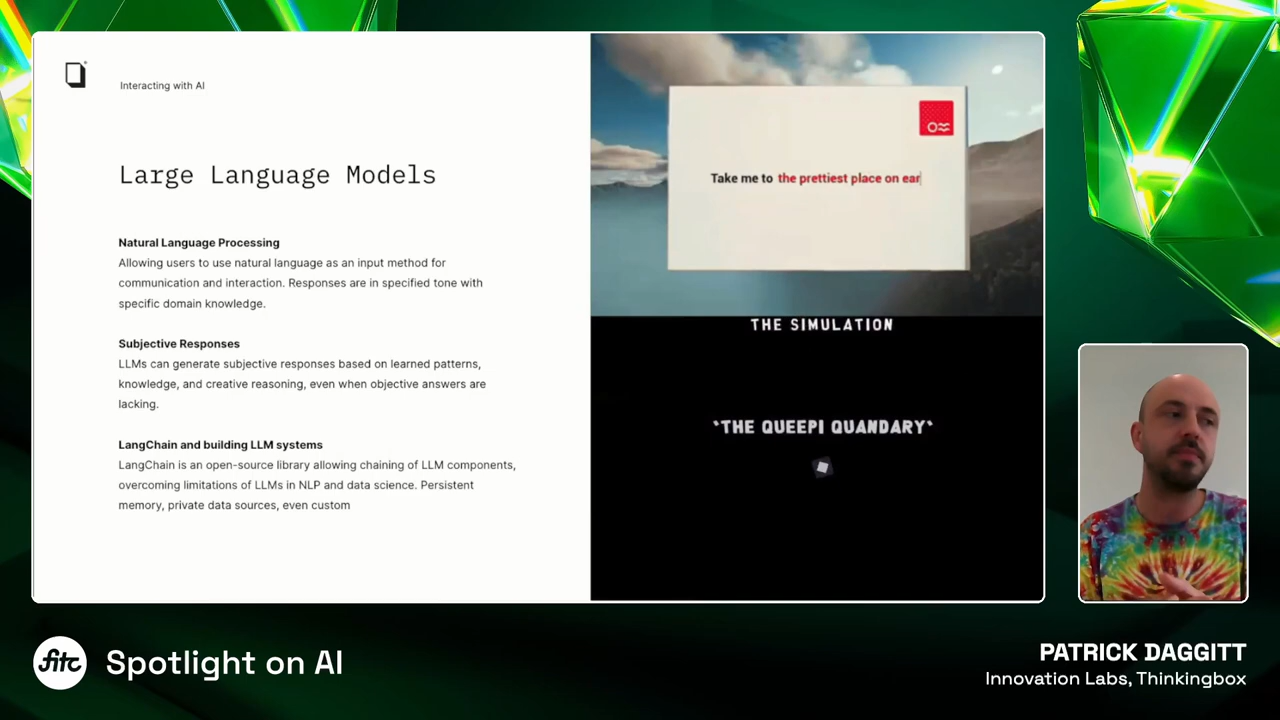 Interacting with AI
Large Language Models
Natural Language Processing
Allowing users to use natural language as an input method for
communication and interaction. Responses are in specified tone with
specific domain knowledge.
Subjective Responses
LLMs can generate subjective responses based on learned patterns,
knowledge, and creative reasoning, even when objective answers are
lacking.
LangChain and building LLM systems
LangChain is an open-source library allowing chaining of LLM components,
overcoming limitations of LLMs in NLP and data science. Persistent
memory, private data sources, even custom
Take me to the prettiest place on ear
THE SIMULATION
*THE QUEEPI QUANDARY*
fitc Spotlight on AI
PATRICK DAGGITT
Innovation Labs, Thinkingbox